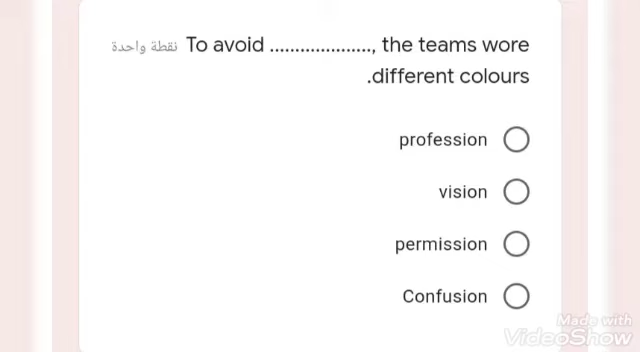 To avoid ...................., the teams wore نقطة واحدة
different colours.
profession
vision
permission
Confusion
Made with
VideoShow